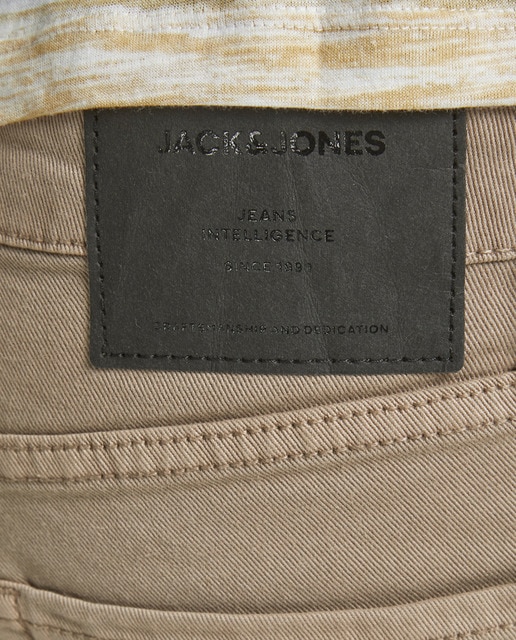 JACK&JONES
JEANS
INTELLIGENCE
SINCE 1990
CRAFTSMANSHIP AND DEDICATION